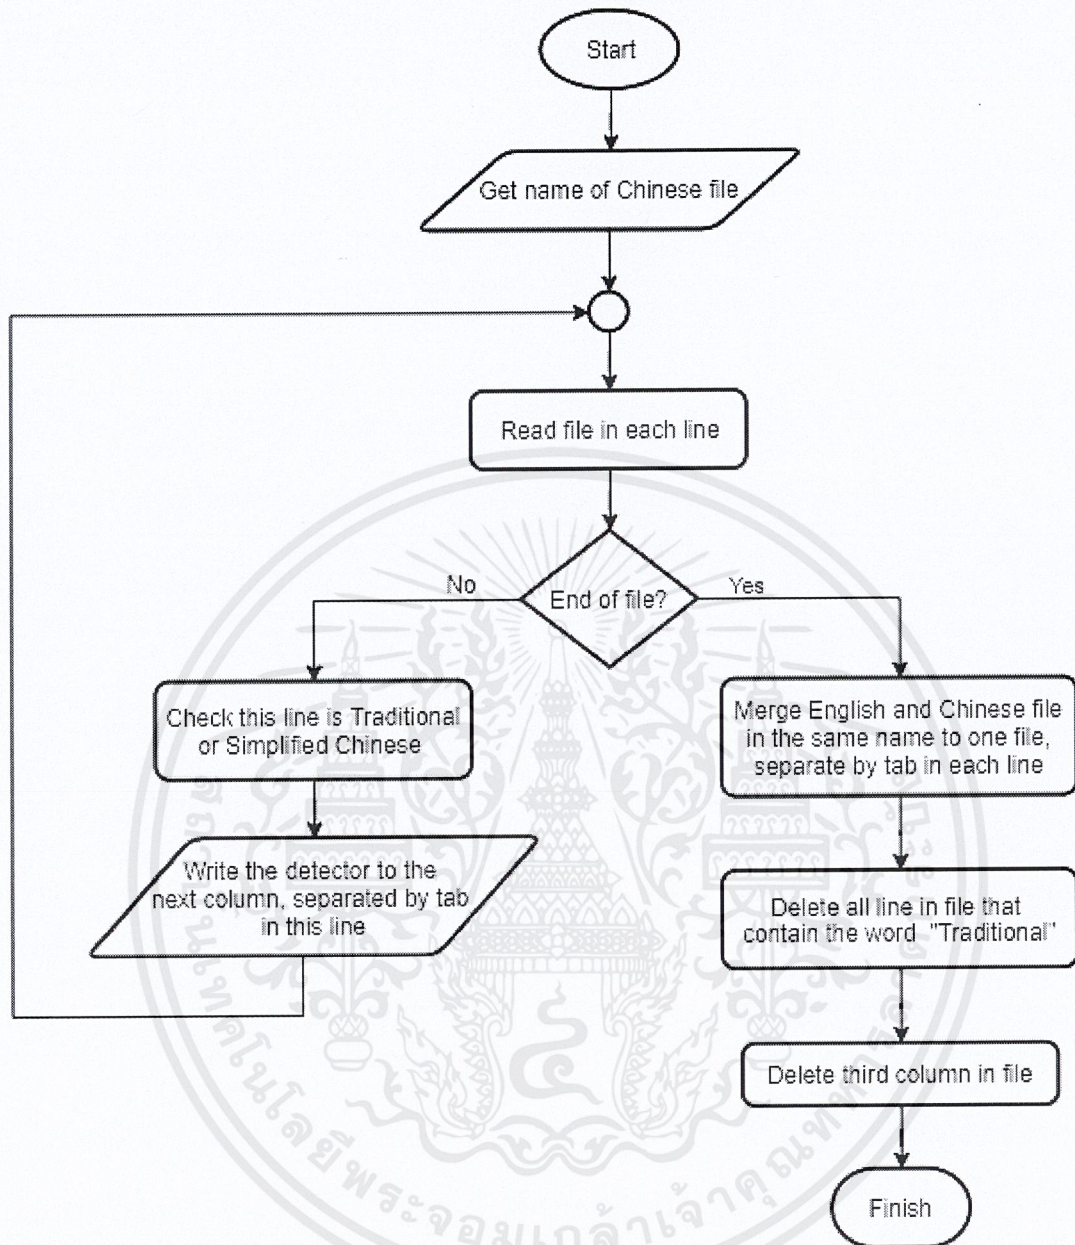 Start
Get name of Chinese file
Read file in each line
End of file?
No
Yes
Check this line is Traditional
or Simplified Chinese
Write the detector to the
next column, separated by tab
in this line
Merge English and Chinese file
in the same name to one file,
separate by tab in each line
Delete all line in file that
contain the word "Traditional"
Delete third column in file
Finish